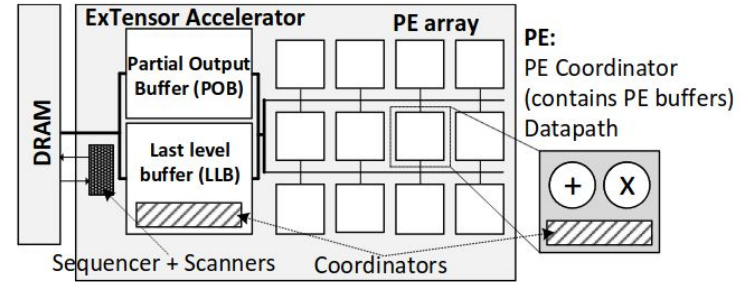 ExTensor Accelerator
PE array
DRAM
Partial Output
Buffer (POB)
Last level
buffer (LLB)
Sequencer + Scanners
Coordinators
PE:
PE Coordinator
(contains PE buffers)
Datapath
+
X